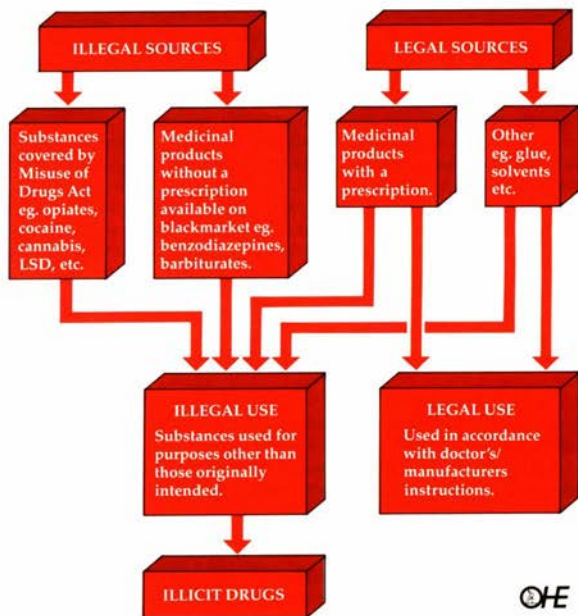 ILLEGAL SOURCES
LEGAL SOURCES
Substances
covered by
Misuse of
Drugs Act
eg. opiates,
cocaine,
cannabis,
LSD, etc.
Medicinal
products
without a
prescription
available on
blackmarket eg.
benzodiazepines,
barbiturates.
Medicinal
products
with a
prescription.
Other
eg. glue,
solvents
etc.
ILLEGAL USE
Substances used for
purposes other than
those originally
intended.
LEGAL USE
Used in accordance
with doctor's/
manufacturers
instructions.
ILLICIT DRUGS
OHE